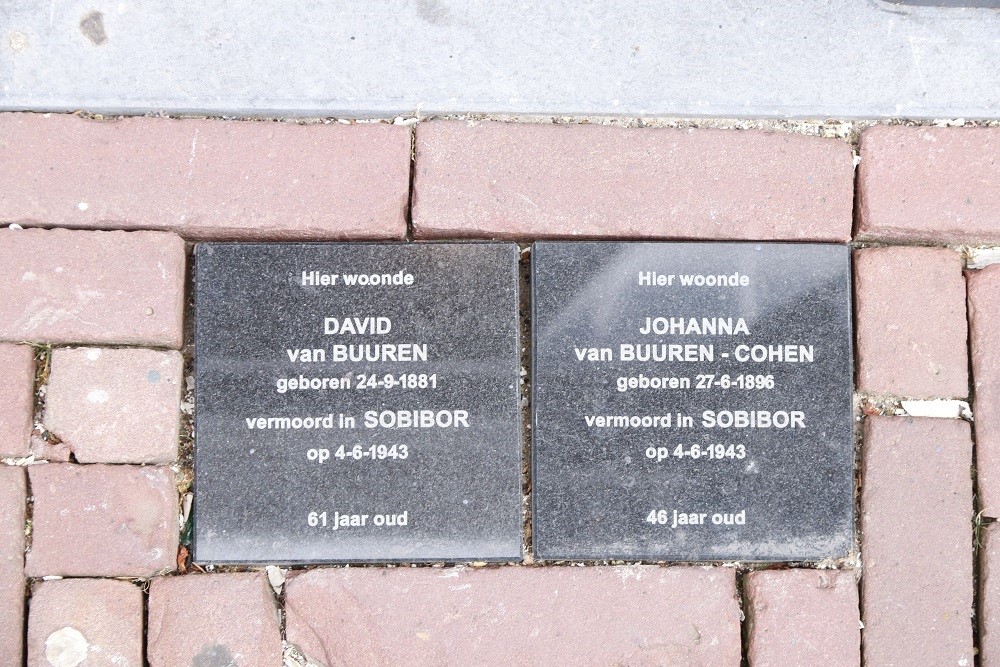 Hier woonde
DAVID
van BUUREN
geboren 24-9-1881
vermoord in SOBIBOR
op 4-6-1943
61 jaar oud
Hier woonde
JOHANNA
van BUUREN - COHEN
geboren 27-6-1896
vermoord in SOBIBOR
op 4-6-1943
46 jaar oud